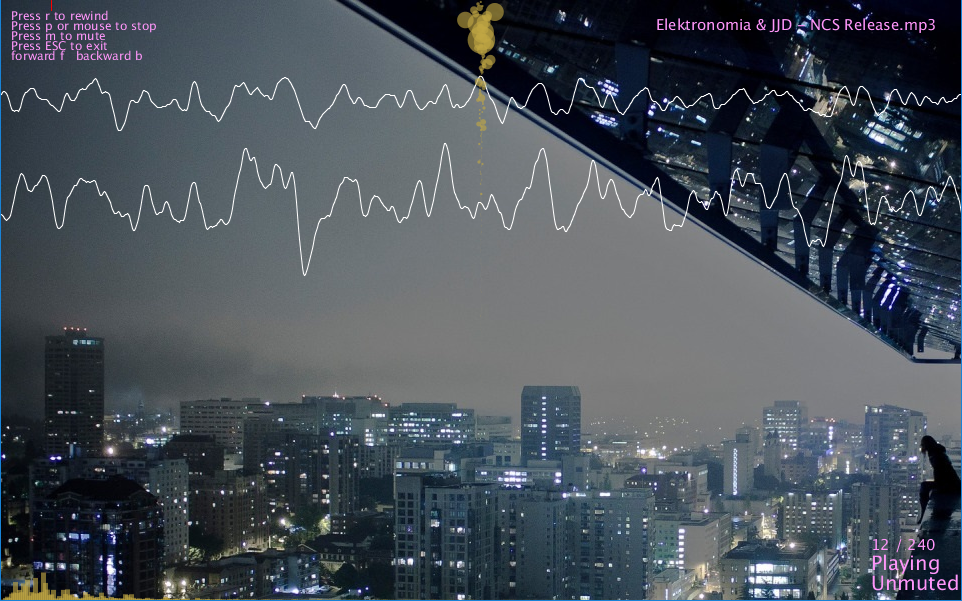 Press r to rewind
Press p or mouse to stop
Press m to mute
Press ESC to exit
forward f   backward b
Elektronomia & JJD - NCS Release.mp3
12 / 240
Playing
Unmuted